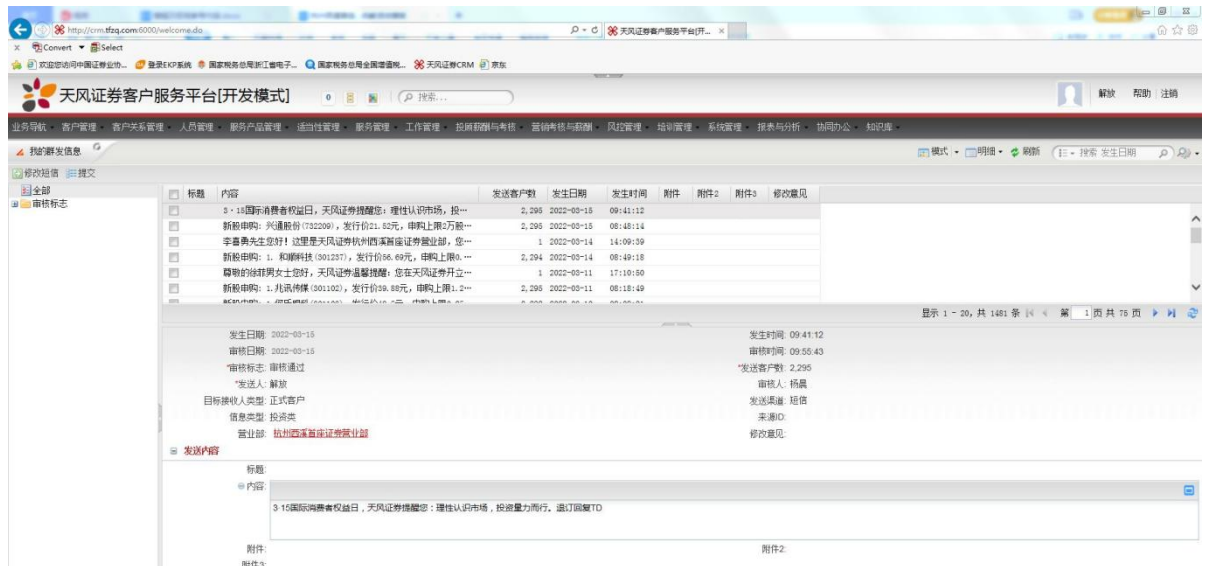 http://crm.tfzq.com:6000/welcome.do
天风证券客户服务平台[开...
x Convert Select
欢迎您访问中国证券业协... 登录EKP系统 国家税务总局浙江省电子... 国家税务总局全国增值税... 天风证券CRM 京东
天风证券客户服务平台[开发模式] 0 搜索... 解放 帮助 注销
业务导航 客户管理 客户关系管理 人员管理 服务产品管理 适当性管理 服务管理 工作管理 投顾薪酬与考核 营销考核与薪酬 风控管理 培训管理 系统管理 报表与分析 协同办公 知识库
我的群发信息 模式 明细 刷新 搜索 发生日期
修改短信 提交
全部
审核标志
标题 内容 发送客户数 发生日期 发生时间 附件 附件2 附件3 修改意见
3·15国际消费者权益日，天风证券提醒您：理性认识市场，投… 2,295 2022-03-15 09:41:12
新股申购：兴通股份(732209)，发行价21.52元，申购上限2万股… 2,295 2022-03-15 08:48:14
李喜勇先生您好！这里是天风证券杭州西溪首座证券营业部，您… 1 2022-03-14 14:09:39
新股申购：1. 和顺科技(301237)，发行价56.69元，申购上限0.… 2,294 2022-03-14 08:49:18
尊敬的徐菲男女士您好，天风证券温馨提醒：您在天风证券开立… 1 2022-03-11 17:10:50
新股申购：1.兆讯传媒(301102)，发行价39.88元，申购上限1.2… 2,295 2022-03-11 08:18:49
显示 1 - 20，共 1481 条 第 1 页 共 75 页
发生日期: 2022-03-15 发生时间: 09:41:12
审核日期: 2022-03-15 审核时间: 09:55:43
*审核标志: 审核通过 *发送客户数: 2,295
*发送人: 解放 审核人: 杨晨
目标接收人类型: 正式客户 发送渠道: 短信
信息类型: 投资类 来源ID:
营业部: 杭州西溪首座证券营业部 修改意见:
发送内容
标题:
内容:
3·15国际消费者权益日，天风证券提醒您：理性认识市场，投资量力而行。退订回复TD
附件: 附件2:
附件3: